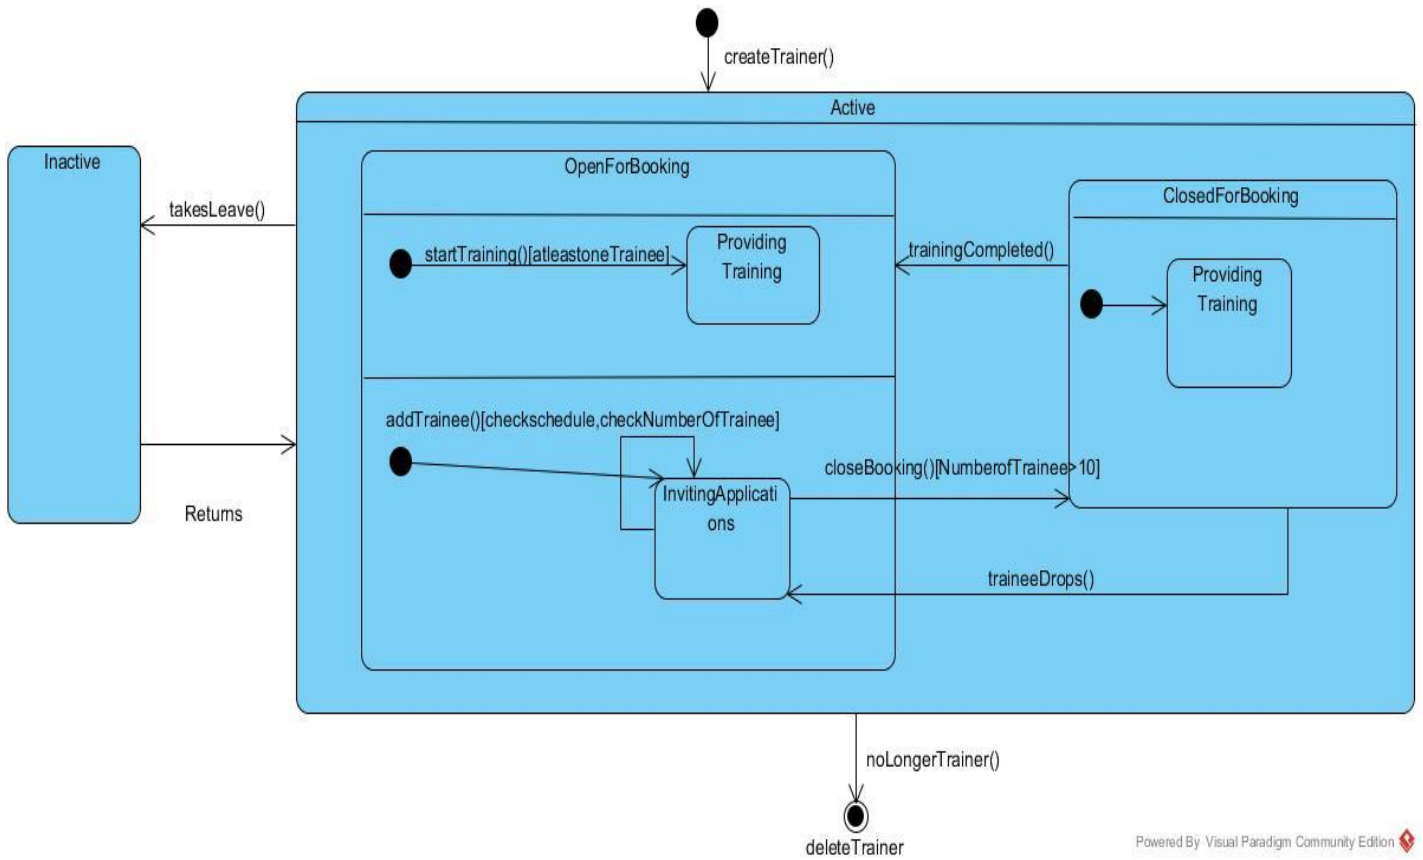 createTrainer()
Active
Inactive
OpenForBooking
ClosedForBooking
takesLeave()
startTraining()[atleastoneTrainee]
Providing
Training
trainingCompleted()
Providing
Training
addTrainee()[checkschedule,checkNumberOfTrainee]
closeBooking()[NumberofTrainee>10]
InvitingApplicati
ons
Returns
traineeDrops()
noLongerTrainer()
deleteTrainer
Powered By Visual Paradigm Community Edition